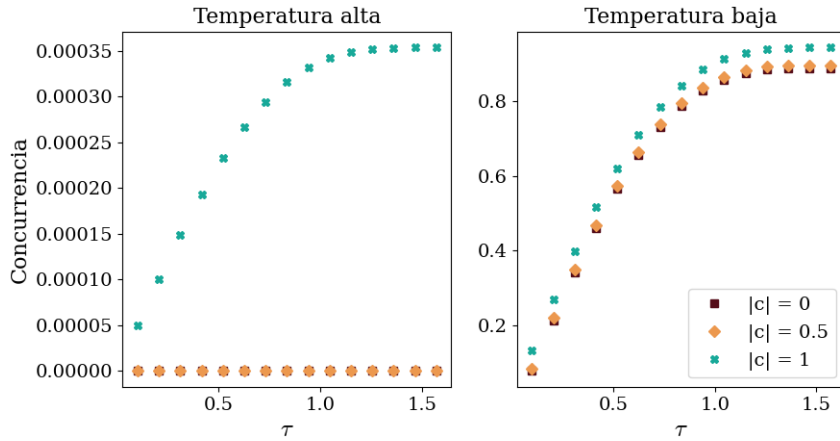 Temperatura alta
Temperatura baja
Concurrencia
0.00035
0.00030
0.00025
0.00020
0.00015
0.00010
0.00005
0.00000
0.5
1.0
1.5
τ
0.8
0.6
0.4
0.2
|c| = 0
|c| = 0.5
|c| = 1
0.5
1.0
1.5
τ